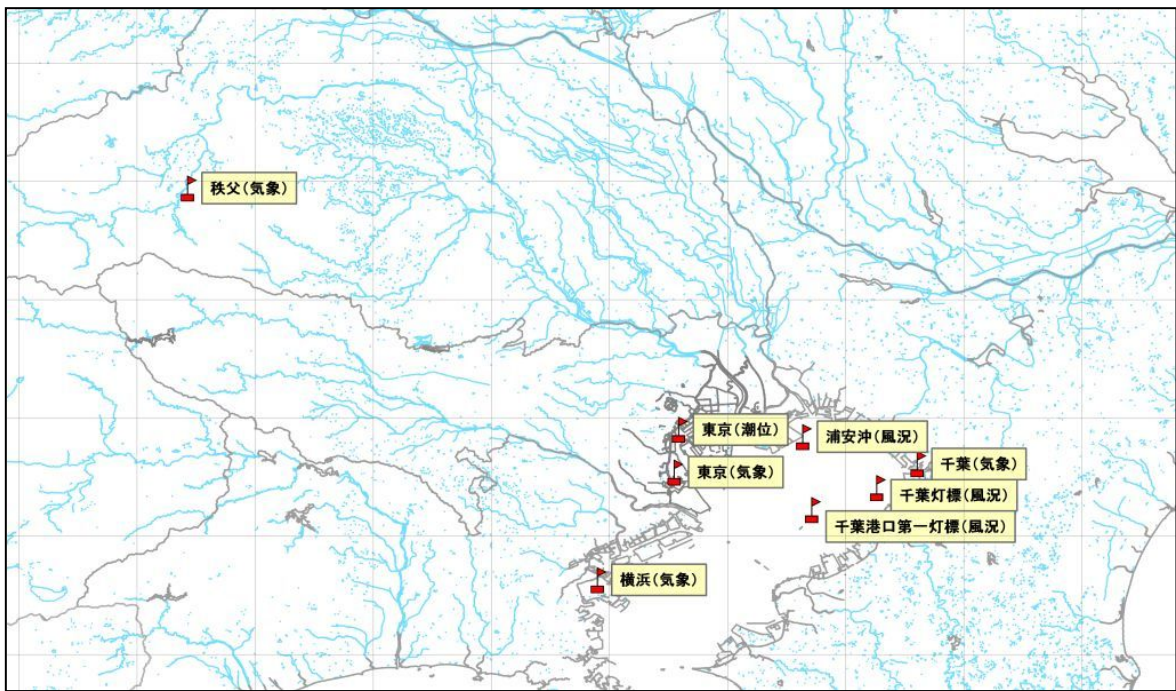 秩父(気象)
東京(潮位)
浦安沖(風況)
東京(気象)
千葉(気象)
千葉灯標(風況)
千葉港口第一灯標(風況)
横浜(気象)